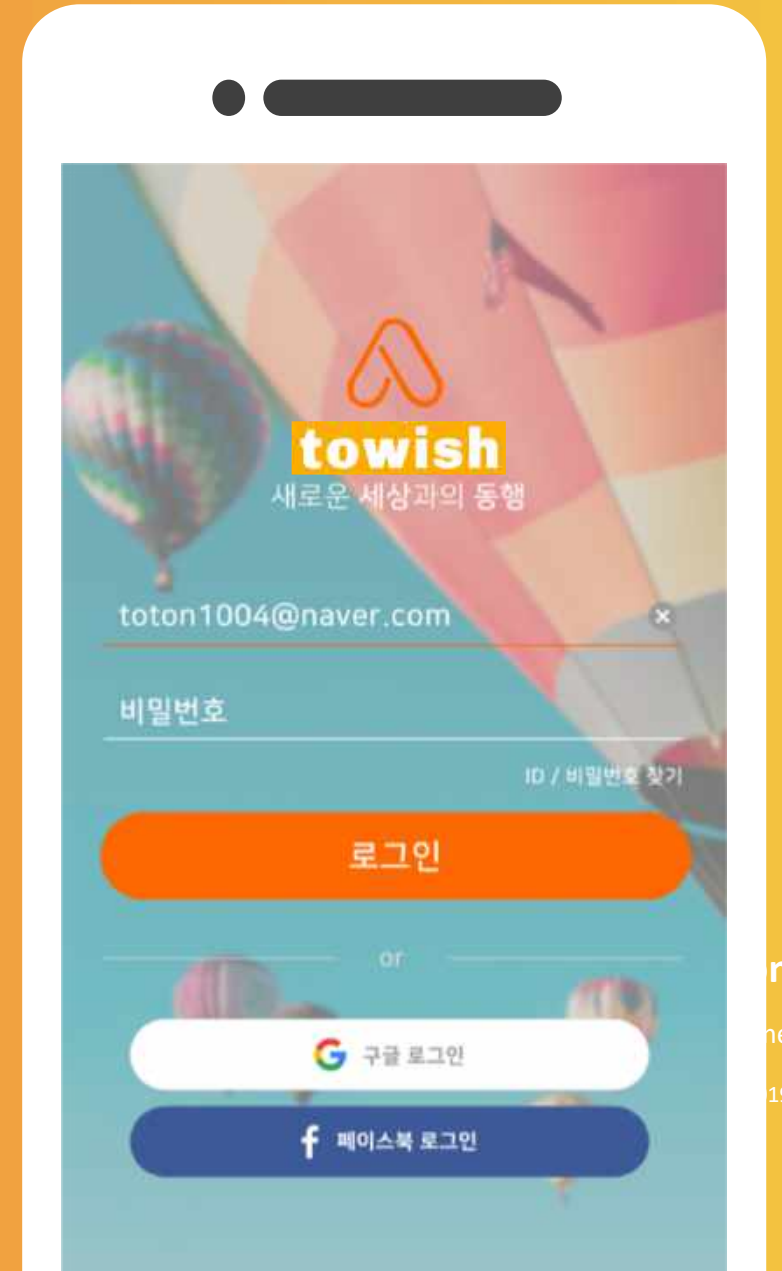 towish
새로운 세상과의 동행
toton1004@naver.com
비밀번호
ID / 비밀번호 찾기
로그인
or
구글 로그인
페이스북 로그인